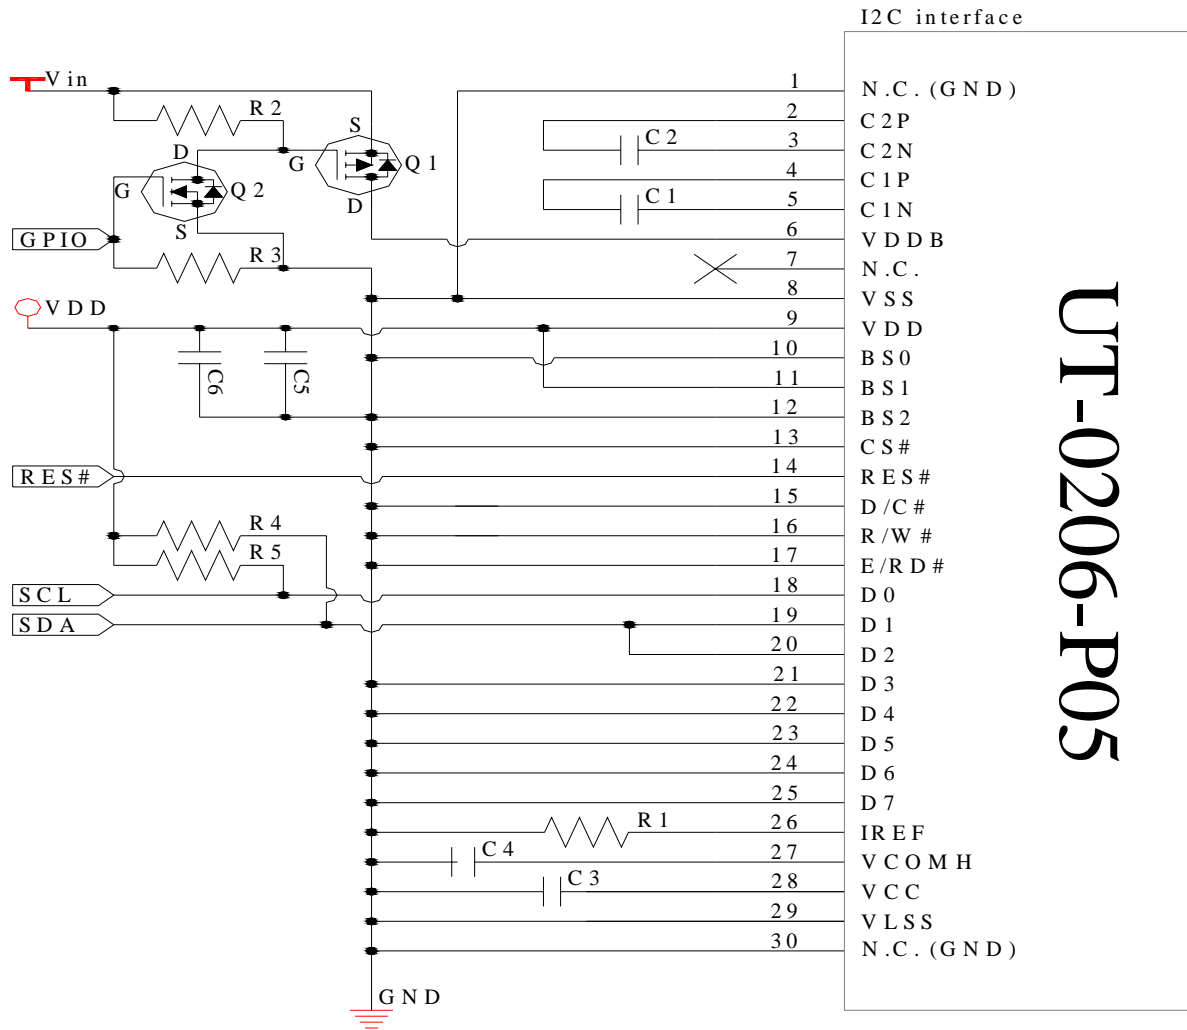 I2C interface
Vin
R2
S
G
Q1
D
D
G
Q2
S
GPIO
R3
VDD
C6
C5
RES#
R4
R5
SCL
SDA
C2
C1
R1
C4
C3
GND
1 N.C.(GND)
2 C2P
3 C2N
4 C1P
5 C1N
6 VDDB
7 N.C.
8 VSS
9 VDD
10 BS0
11 BS1
12 BS2
13 CS#
14 RES#
15 D/C#
16 R/W#
17 E/RD#
18 D0
19 D1
20 D2
21 D3
22 D4
23 D5
24 D6
25 D7
26 IREF
27 VCOMH
28 VCC
29 VLSS
30 N.C.(GND)
UT-0206-P05